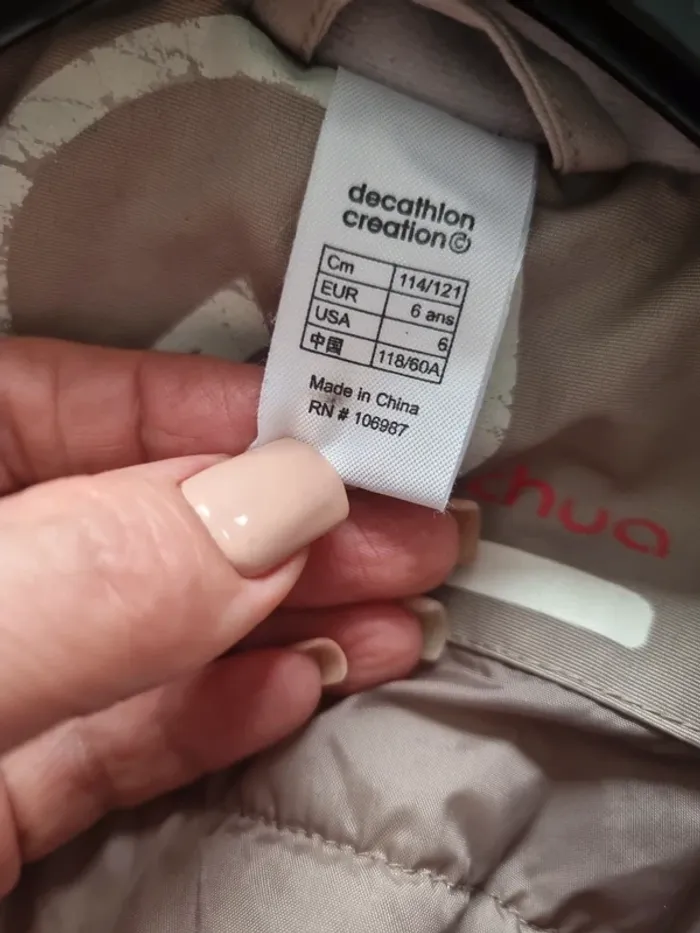 decathlon
creation©
Cm 114/121
EUR 6 ans
USA 6
中国 118/60A
Made in China
RN # 106987
chua